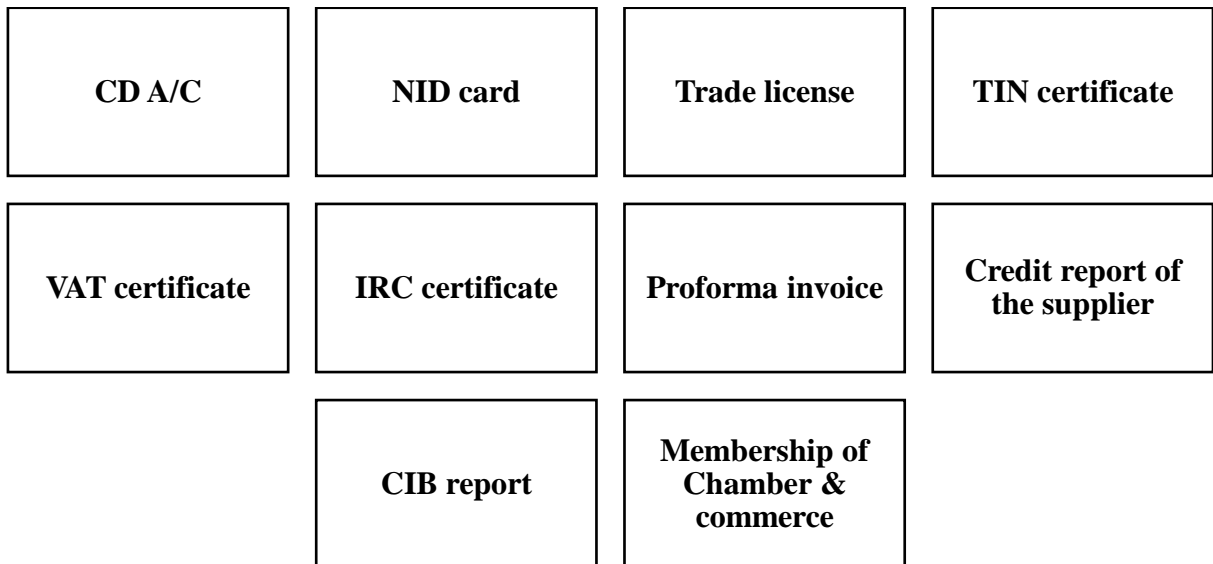 CD A/C
NID card
Trade license
TIN certificate
VAT certificate
IRC certificate
Proforma invoice
Credit report of
the supplier
CIB report
Membership of
Chamber &
commerce